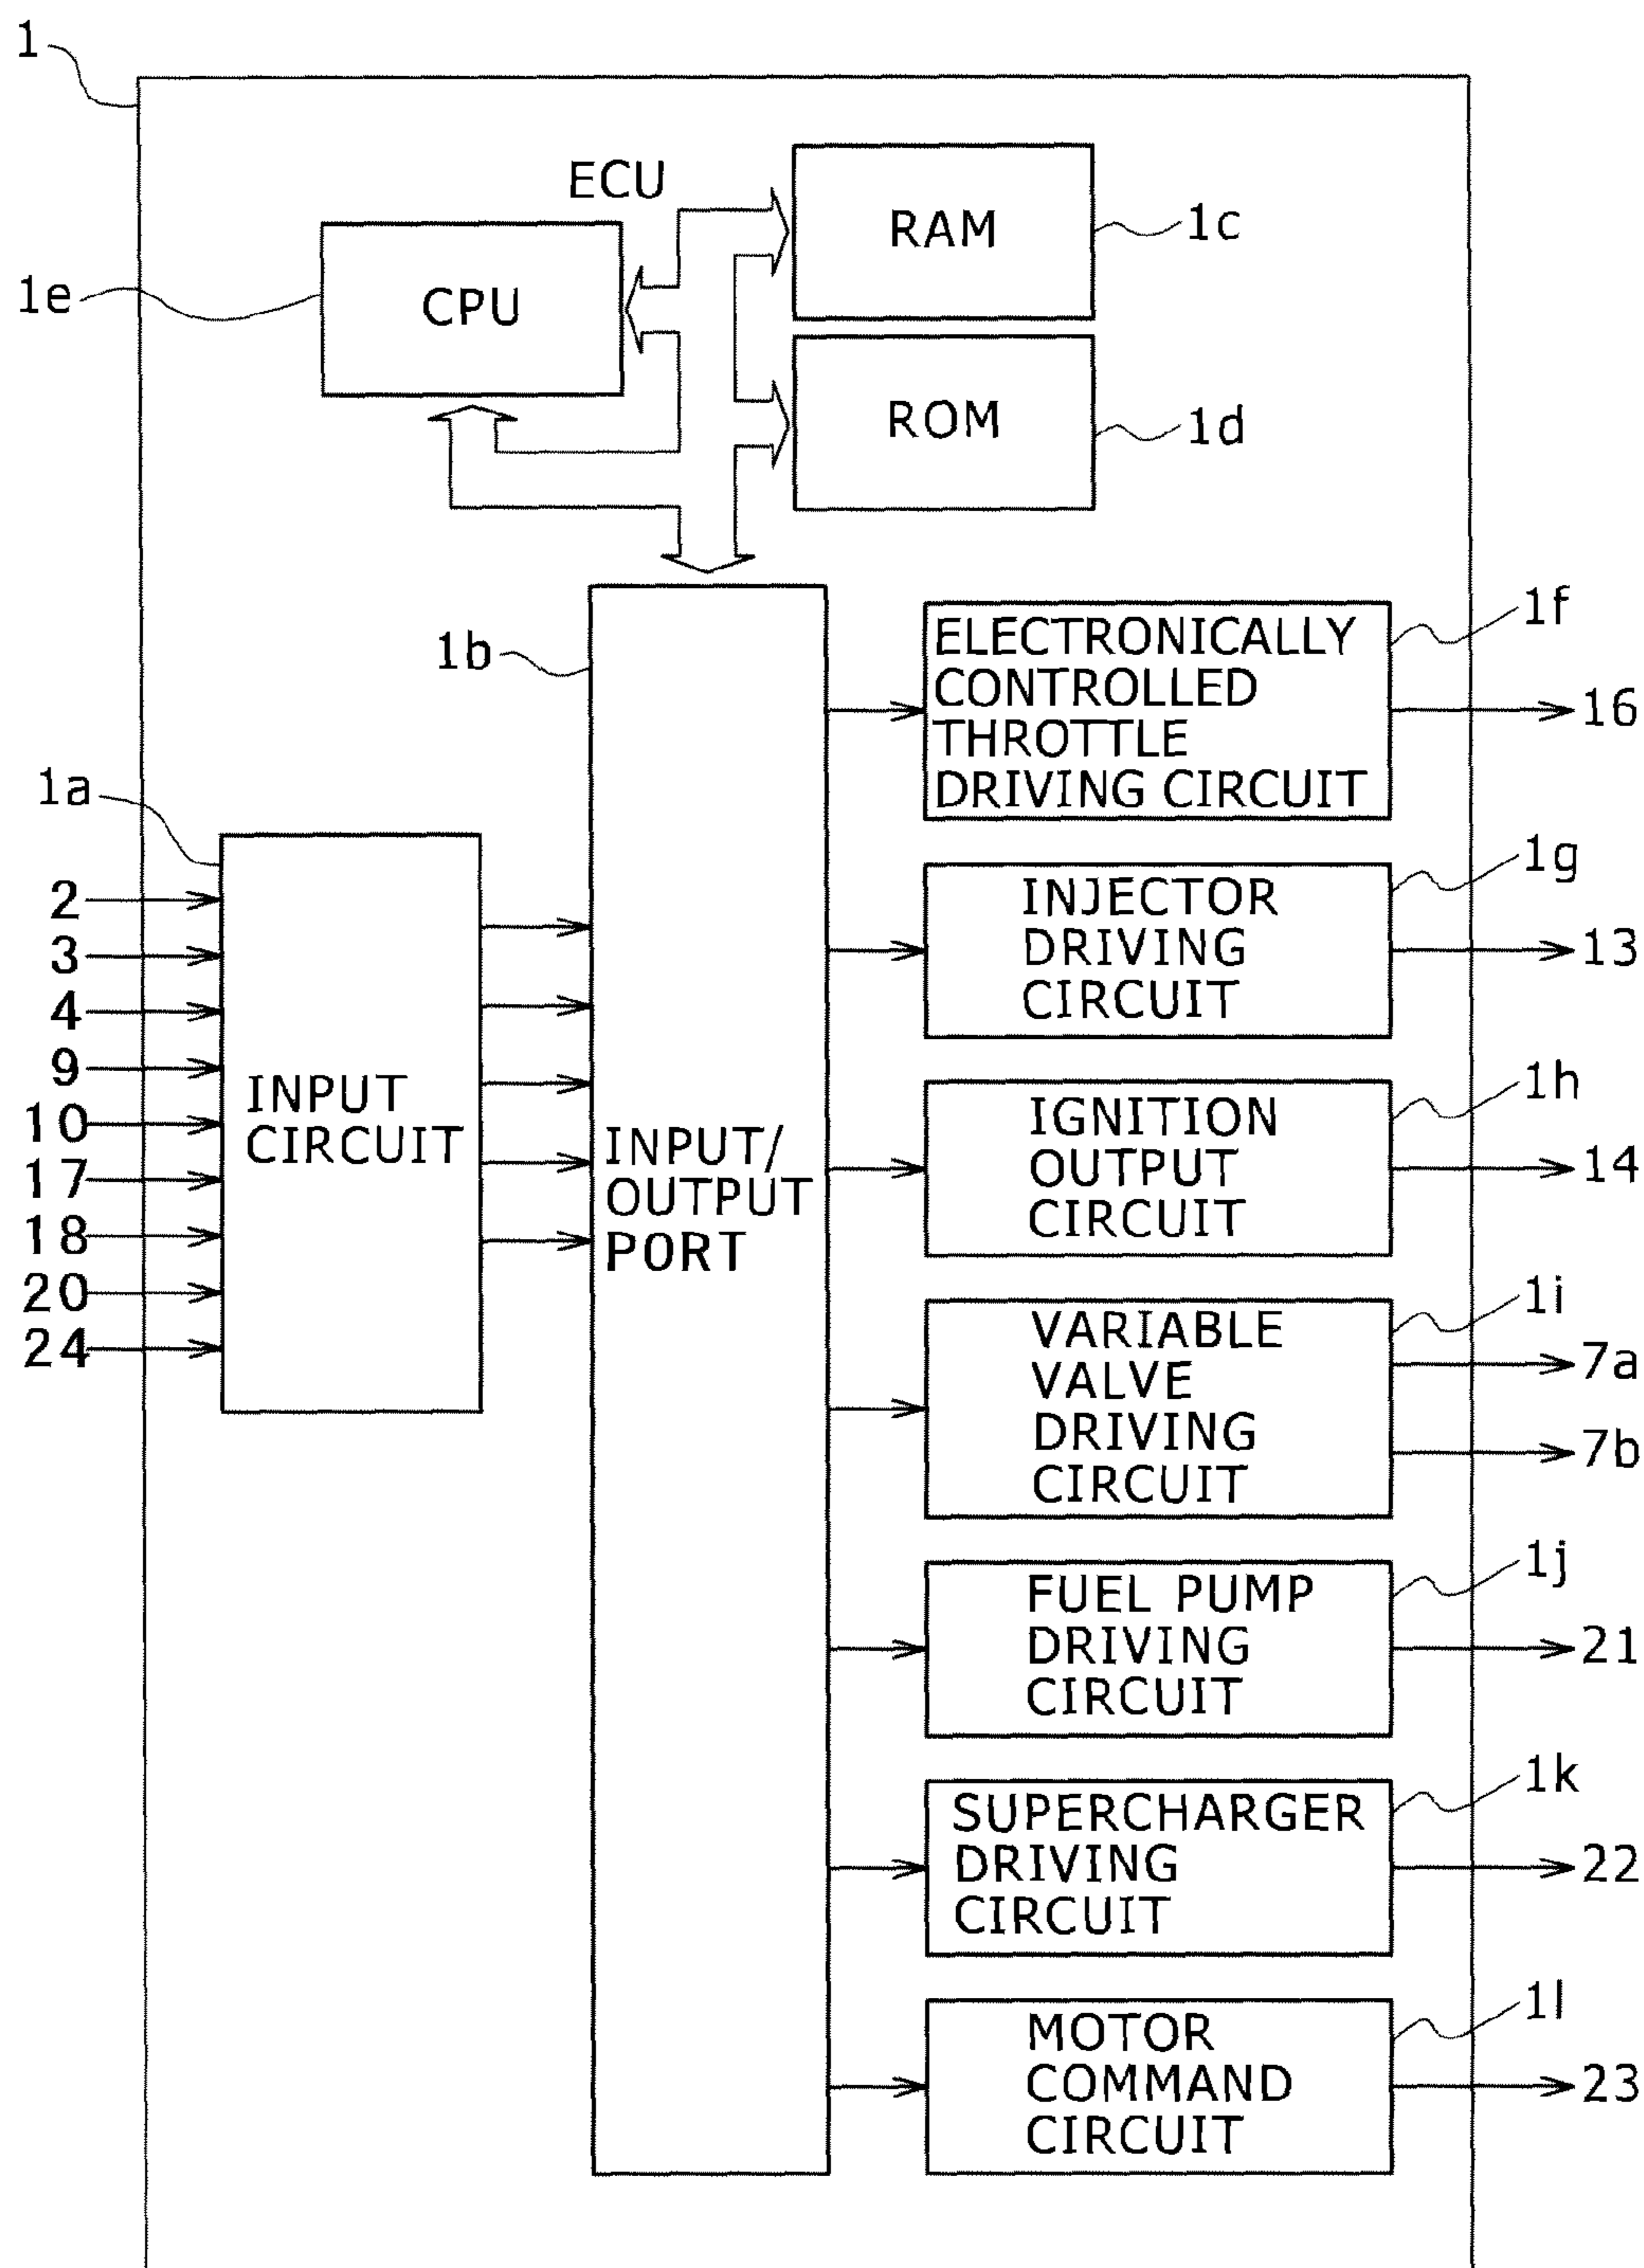 1
ECU
RAM
1c
CPU
1e
ROM
1d
1b
ELECTRONICALLY
CONTROLLED
THROTTLE
DRIVING CIRCUIT
1f
16
1a
INJECTOR
DRIVING
CIRCUIT
1g
13
2
3
4
9
10
17
18
20
24
INPUT
CIRCUIT
INPUT/
OUTPUT
PORT
IGNITION
OUTPUT
CIRCUIT
1h
14
VARIABLE
VALVE
DRIVING
CIRCUIT
1i
7a
7b
FUEL PUMP
DRIVING
CIRCUIT
1j
21
SUPERCHARGER
DRIVING
CIRCUIT
1k
22
MOTOR
COMMAND
CIRCUIT
1l
23